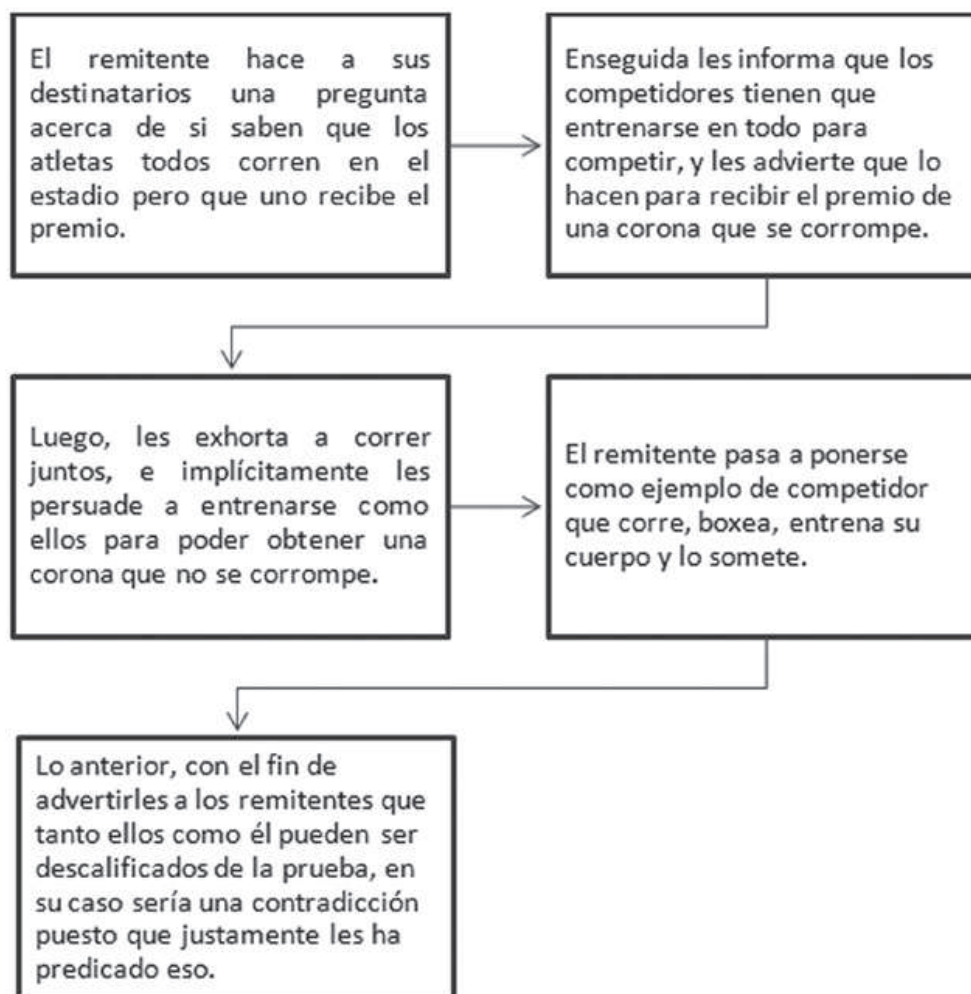 El remitente hace a sus
destinatarios una pregunta
acerca de si saben que los
atletas todos corren en el
estadio pero que uno recibe el
premio.
Enseguida les informa que los
competidores tienen que
entrenarse en todo para
competir, y les advierte que lo
hacen para recibir el premio de
una corona que se corrompe.
Luego, les exhorta a correr
juntos, e implícitamente les
persuade a entrenarse como
ellos para poder obtener una
corona que no se corrompe.
El remitente pasa a ponerse
como ejemplo de competidor
que corre, boxea, entrena su
cuerpo y lo somete.
Lo anterior, con el fin de
advertirles a los remitentes que
tanto ellos como él pueden ser
descalificados de la prueba, en
su caso sería una contradicción
puesto que justamente les ha
predicado eso.